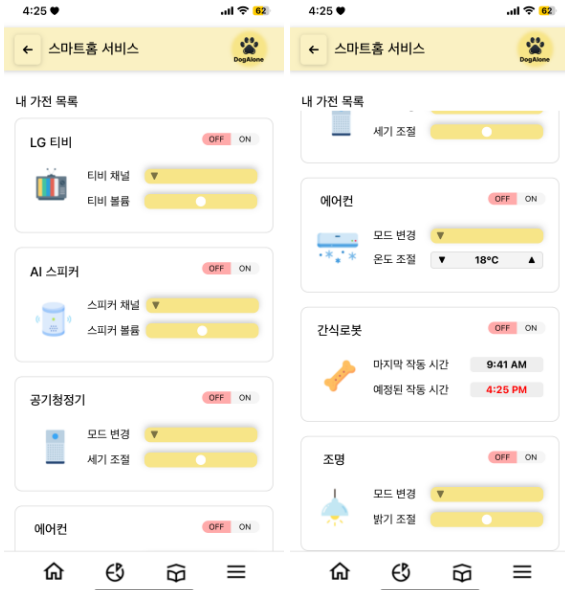 4:25
62
스마트홈 서비스
DogAlone
내 가전 목록
LG 티비
OFF ON
티비 채널 ▼
티비 볼륨
AI 스피커
OFF ON
스피커 채널 ▼
스피커 볼륨
공기청정기
OFF ON
모드 변경 ▼
세기 조절
에어컨
OFF ON
4:25
62
스마트홈 서비스
DogAlone
내 가전 목록
세기 조절
에어컨
OFF ON
모드 변경 ▼
온도 조절 ▼ 18°C ▲
간식로봇
OFF ON
마지막 작동 시간 9:41 AM
예정된 작동 시간 4:25 PM
조명
OFF ON
모드 변경 ▼
밝기 조절